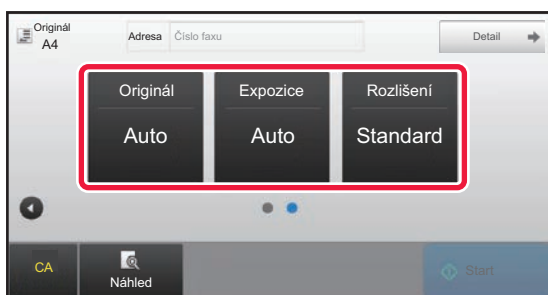 Originál
A4
Adresa
Číslo faxu
Detail
Originál
Expozice
Rozlišení
Auto
Auto
Standard
CA
Náhled
Start